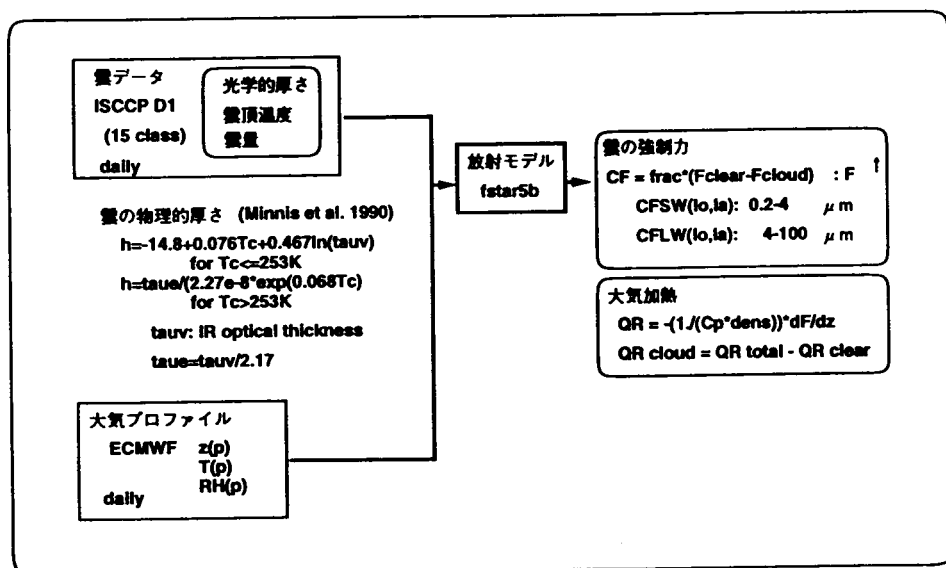 雲データ
ISCCP D1
(15 class)
daily
光学的厚さ
雲頂温度
雲量
雲の物理的厚さ (Minnis et al. 1990)
h=-14.8+0.076Tc+0.467ln(tauv)
for Tc<=253K
h=taue/(2.27e-8*exp(0.068Tc)
for Tc>253K
tauv: IR optical thickness
taue=tauv/2.17
大気プロファイル
ECMWF z(p)
T(p)
RH(p)
daily
放射モデル
fstar5b
雲の強制力
CF = frac*(Fclear-Fcloud) : F ↑
CFSW(lo,la): 0.2-4 μm
CFLW(lo,la): 4-100 μm
大気加熱
QR = -(1./(Cp*dens))*dF/dz
QR cloud = QR total - QR clear